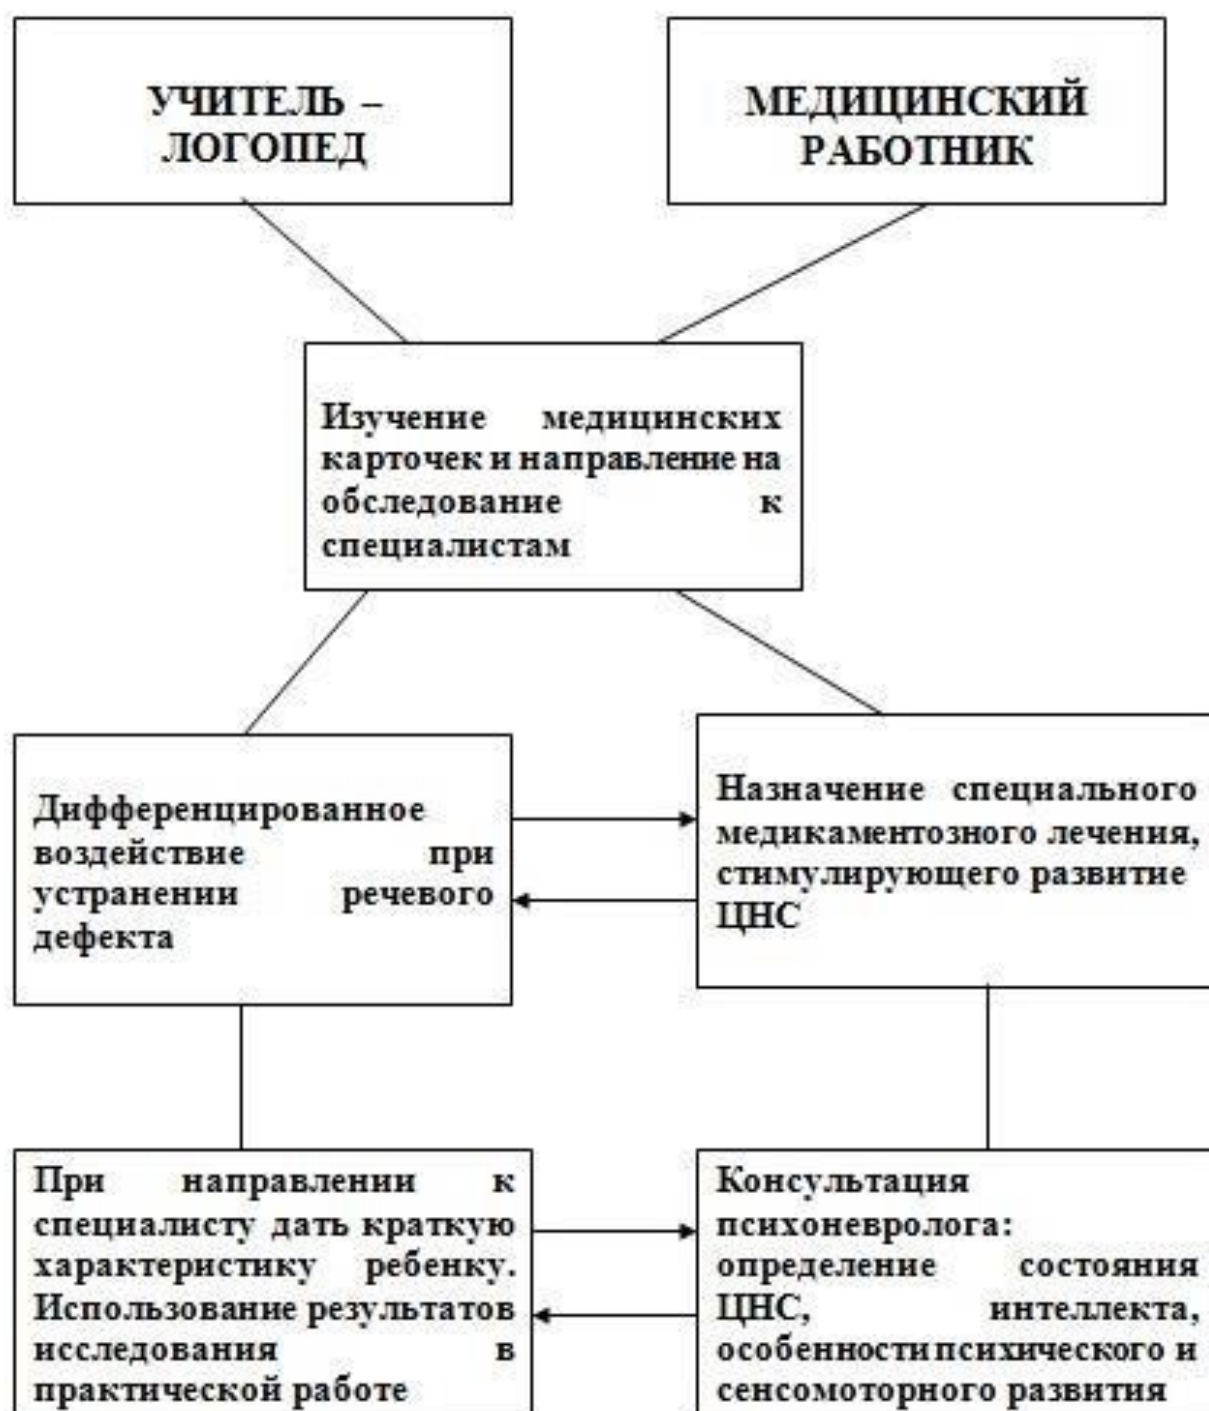 УЧИТЕЛЬ –
ЛОГОПЕД
МЕДИЦИНСКИЙ
РАБОТНИК
Изучение медицинских
карточек и направление на
обследование к
специалистам
Дифференцированное
воздействие при
устранении речевого
дефекта
Назначение специального
медикаментозного лечения,
стимулирующего развитие
ЦНС
При направлении к
специалисту дать краткую
характеристику ребенку.
Использование результатов
исследования в
практической работе
Консультация
психоневролога:
определение состояния
ЦНС, интеллекта,
особенности психического и
сенсомоторного развития